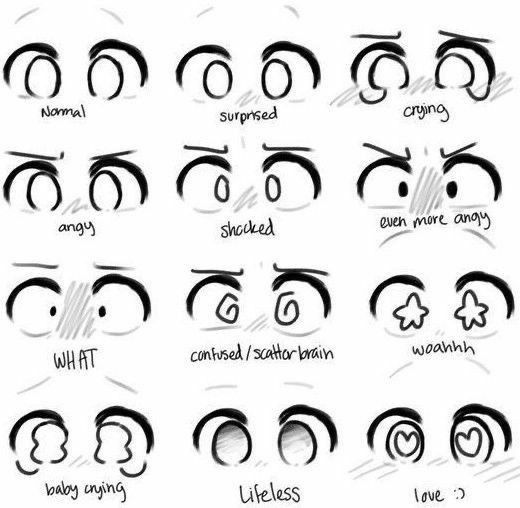 Normal
surprised
crying
angy
shocked
even more angy
WHAT
confused/scatter brain
woahhh
baby crying
Lifeless
love :)